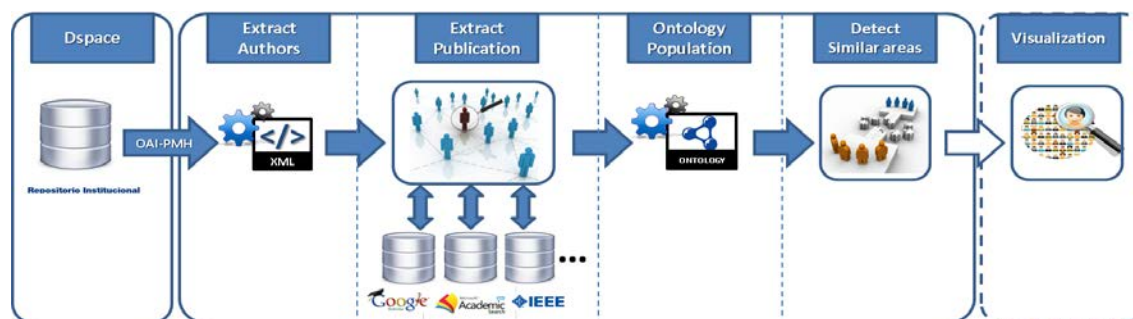 Dspace
Extract
Authors
Extract
Publication
Ontology
Population
Detect
Similar areas
Visualization
OAI-PMH
</>
XML
ONTOLOGY
Repositorio Institucional
...
Google
Academic
Search
IEEE